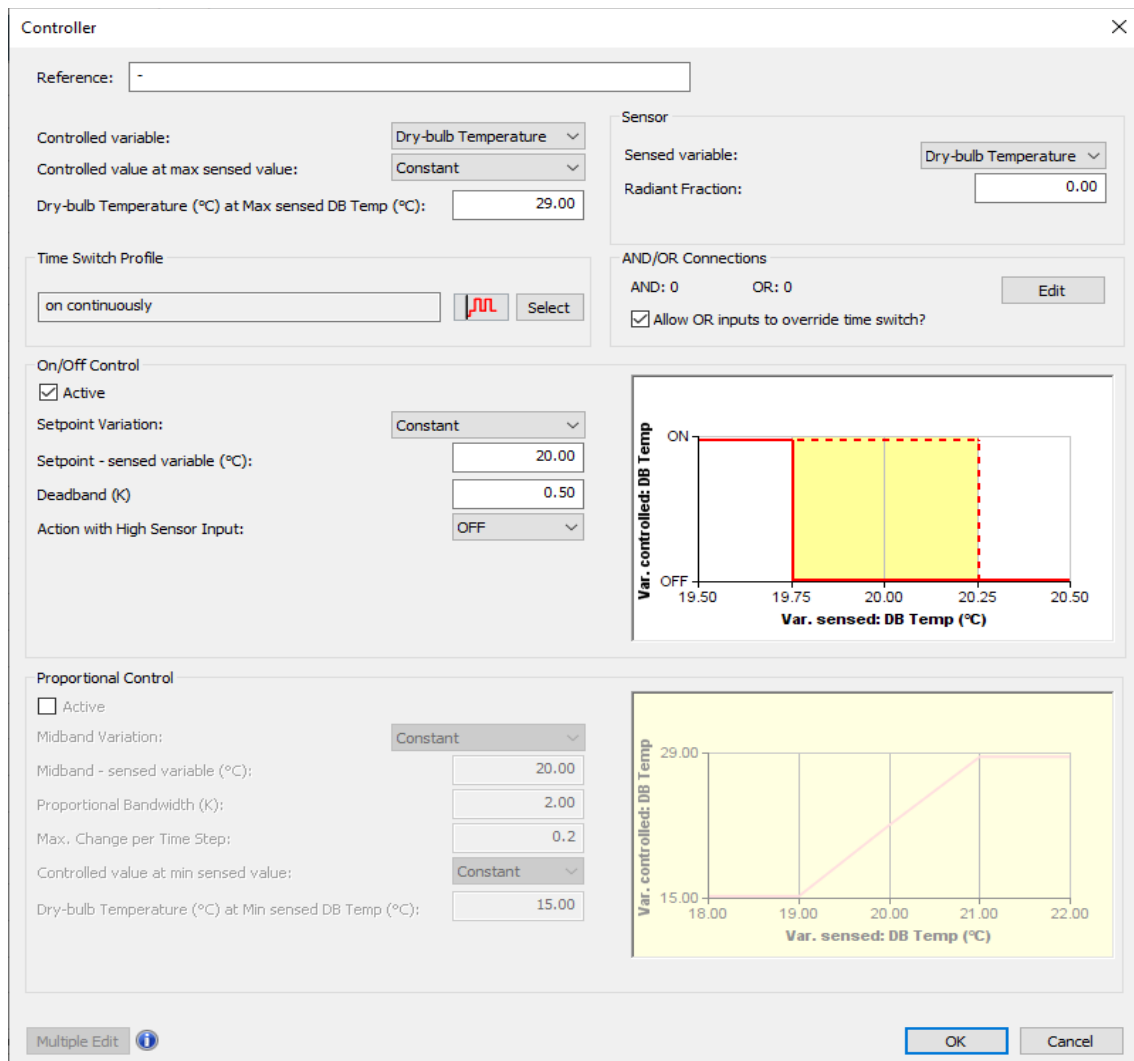 Controller
Reference: -
Controlled variable: Dry-bulb Temperature
Controlled value at max sensed value: Constant
Dry-bulb Temperature (°C) at Max sensed DB Temp (°C): 29.00
Sensor
Sensed variable: Dry-bulb Temperature
Radiant Fraction: 0.00
Time Switch Profile
on continuously Select
AND/OR Connections
AND: 0 OR: 0 Edit
Allow OR inputs to override time switch?
On/Off Control
Active
Setpoint Variation: Constant
Setpoint - sensed variable (°C): 20.00
Deadband (K) 0.50
Action with High Sensor Input: OFF
Var. controlled: DB Temp
ON
OFF
19.50 19.75 20.00 20.25 20.50
Var. sensed: DB Temp (°C)
Proportional Control
Active
Midband Variation: Constant
Midband - sensed variable (°C): 20.00
Proportional Bandwidth (K): 2.00
Max. Change per Time Step: 0.2
Controlled value at min sensed value: Constant
Dry-bulb Temperature (°C) at Min sensed DB Temp (°C): 15.00
Var. controlled: DB Temp
29.00
15.00
18.00 19.00 20.00 21.00 22.00
Var. sensed: DB Temp (°C)
Multiple Edit i OK Cancel